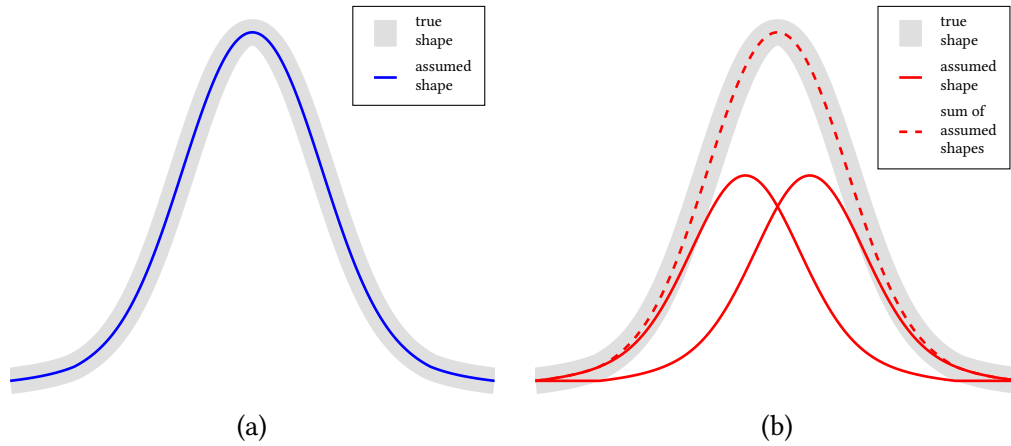 true
shape
assumed
shape
(a)
true
shape
assumed
shape
sum of
assumed
shapes
(b)